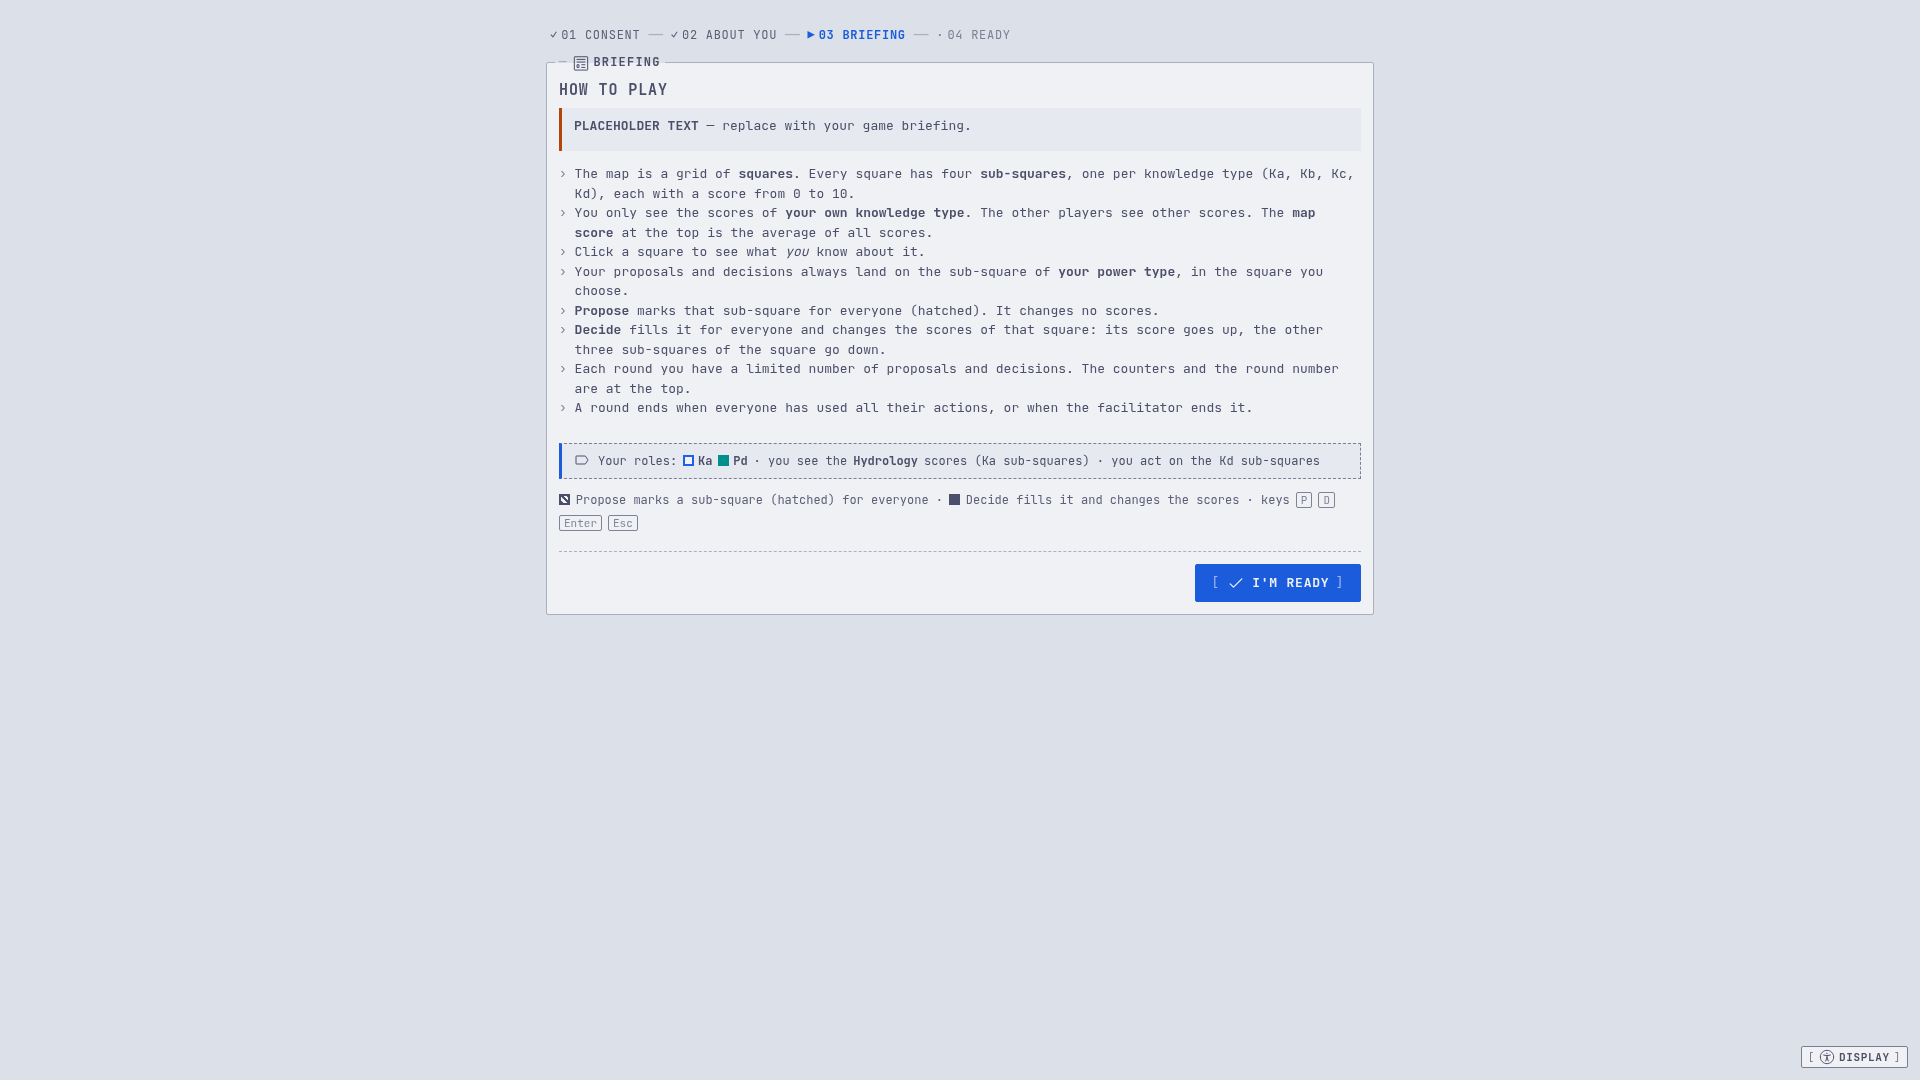 01 CONSENT — 02 ABOUT YOU — 03 BRIEFING — · 04 READY
BRIEFING
HOW TO PLAY
PLACEHOLDER TEXT — replace with your game briefing.
› The map is a grid of squares. Every square has four sub-squares, one per knowledge type (Ka, Kb, Kc,
Kd), each with a score from 0 to 10.
› You only see the scores of your own knowledge type. The other players see other scores. The map
score at the top is the average of all scores.
› Click a square to see what you know about it.
› Your proposals and decisions always land on the sub-square of your power type, in the square you
choose.
› Propose marks that sub-square for everyone (hatched). It changes no scores.
› Decide fills it for everyone and changes the scores of that square: its score goes up, the other
three sub-squares of the square go down.
› Each round you have a limited number of proposals and decisions. The counters and the round number
are at the top.
› A round ends when everyone has used all their actions, or when the facilitator ends it.
Your roles: Ka Pd · you see the Hydrology scores (Ka sub-squares) · you act on the Kd sub-squares
Propose marks a sub-square (hatched) for everyone · Decide fills it and changes the scores · keys P D
Enter Esc
[ I'M READY ]
[ DISPLAY ]